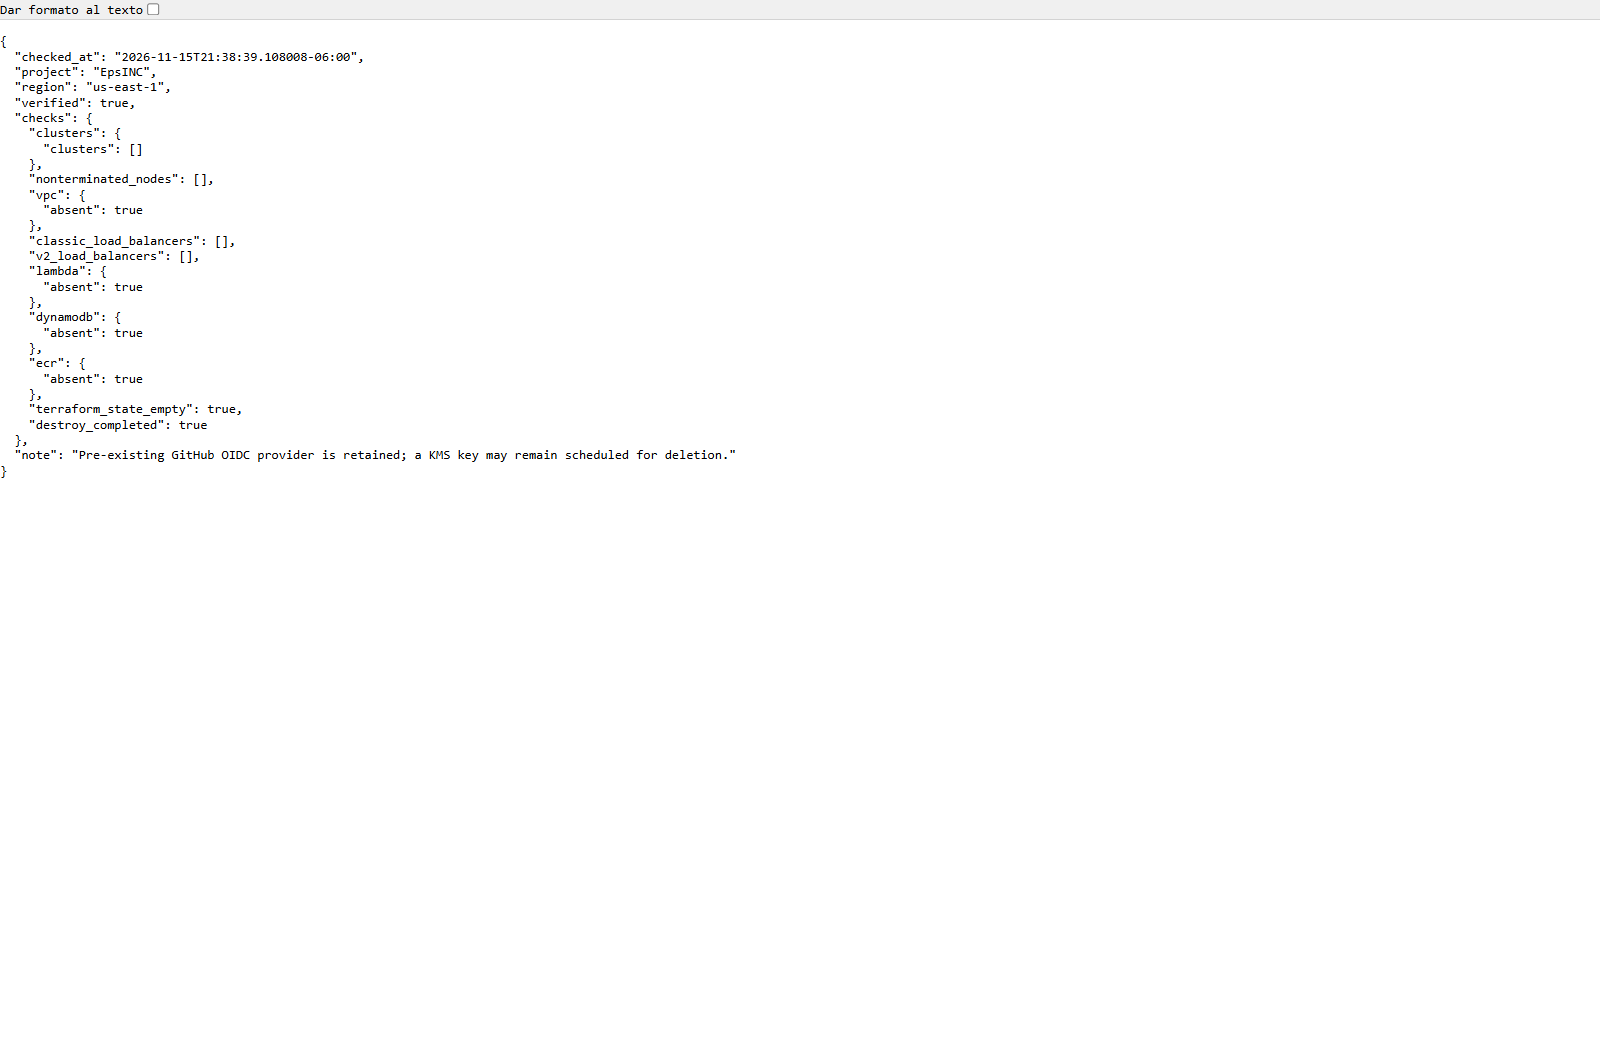 Dar formato al texto
{
  "checked_at": "2026-11-15T21:38:39.108008-06:00",
  "project": "EpsINC",
  "region": "us-east-1",
  "verified": true,
  "checks": {
    "clusters": {
      "clusters": []
    },
    "nonterminated_nodes": [],
    "vpc": {
      "absent": true
    },
    "classic_load_balancers": [],
    "v2_load_balancers": [],
    "lambda": {
      "absent": true
    },
    "dynamodb": {
      "absent": true
    },
    "ecr": {
      "absent": true
    },
    "terraform_state_empty": true,
    "destroy_completed": true
  },
  "note": "Pre-existing GitHub OIDC provider is retained; a KMS key may remain scheduled for deletion."
}